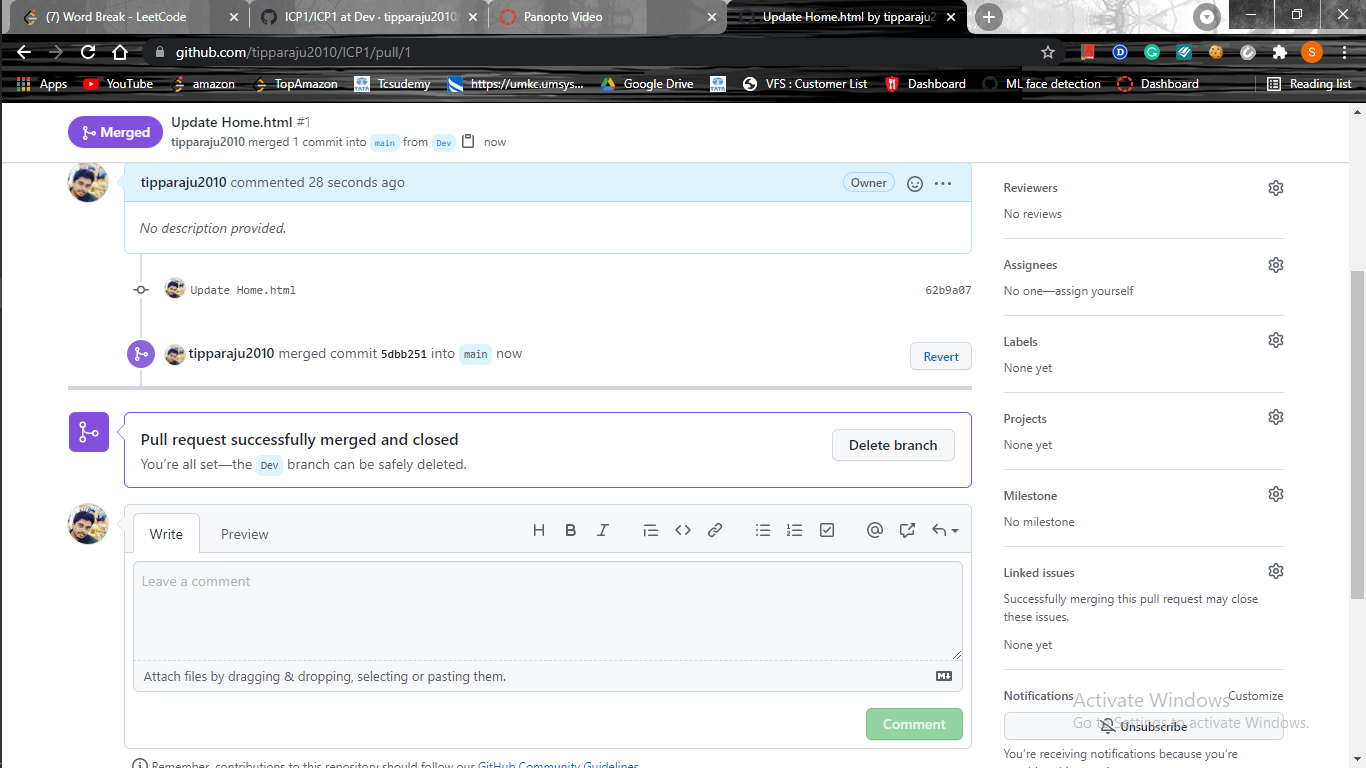 (7) Word Break - LeetCode
ICP1/ICP1 at Dev · tipparaju2010
Panopto Video
Update Home.html by tipparaju2
github.com/tipparaju2010/ICP1/pull/1
S
Apps YouTube amazon TopAmazon Tcsudemy https://umkc.umsys... Google Drive VFS : Customer List Dashboard ML face detection Dashboard Reading list
Merged
Update Home.html #1
tipparaju2010 merged 1 commit into main from Dev now
tipparaju2010 commented 28 seconds ago
Owner
No description provided.
Update Home.html
62b9a07
tipparaju2010 merged commit 5dbb251 into main now
Revert
Pull request successfully merged and closed
You're all set—the Dev branch can be safely deleted.
Delete branch
Write
Preview
Leave a comment
Attach files by dragging & dropping, selecting or pasting them.
Comment
Remember, contributions to this repository should follow our GitHub Community Guidelines.
Reviewers
No reviews
Assignees
No one—assign yourself
Labels
None yet
Projects
None yet
Milestone
No milestone
Linked issues
Successfully merging this pull request may close
these issues.
None yet
Notifications
Customize
Unsubscribe
You're receiving notifications because you're
Activate Windows
Go to Settings to activate Windows.